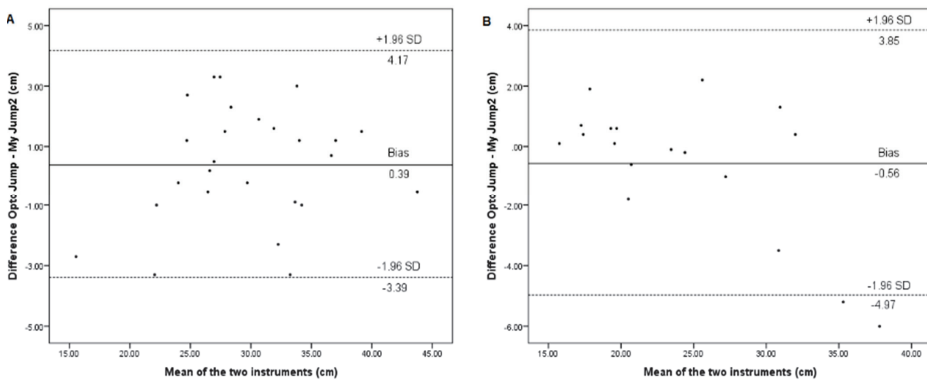 A
Difference Opto Jump - My Jump2 (cm)
5.00
3.00
1.00
-1.00
-3.00
-5.00
+1.96 SD
4.17
Bias
0.39
-1.96 SD
-3.39
15.00 20.00 25.00 30.00 35.00 40.00 45.00
Mean of the two instruments (cm)
B
Difference Opto Jump - My Jump2 (cm)
4.00
2.00
.00
-2.00
-4.00
-6.00
+1.96 SD
3.85
Bias
-0.56
-1.96 SD
-4.97
15.00 20.00 25.00 30.00 35.00 40.00
Mean of the two instruments (cm)